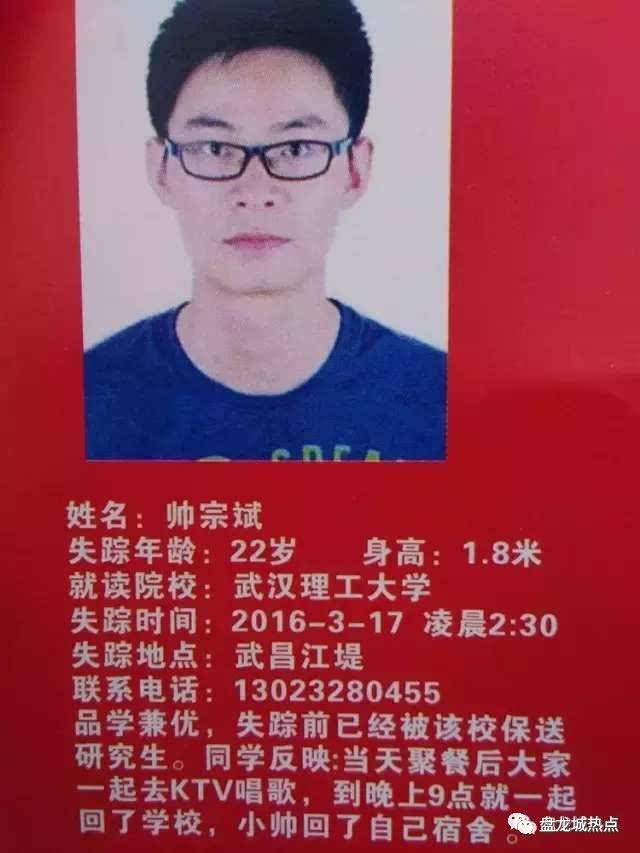 姓名：帅宗斌
失踪年龄：22岁 身高：1.8米
就读院校：武汉理工大学
失踪时间：2016-3-17 凌晨2:30
失踪地点：武昌江堤
联系电话：13023280455
品学兼优，失踪前已经被该校保送
研究生。同学反映:当天聚餐后大家
一起去KTV唱歌，到晚上9点就一起
回了学校，小帅回了自己宿舍。
盘龙城热点